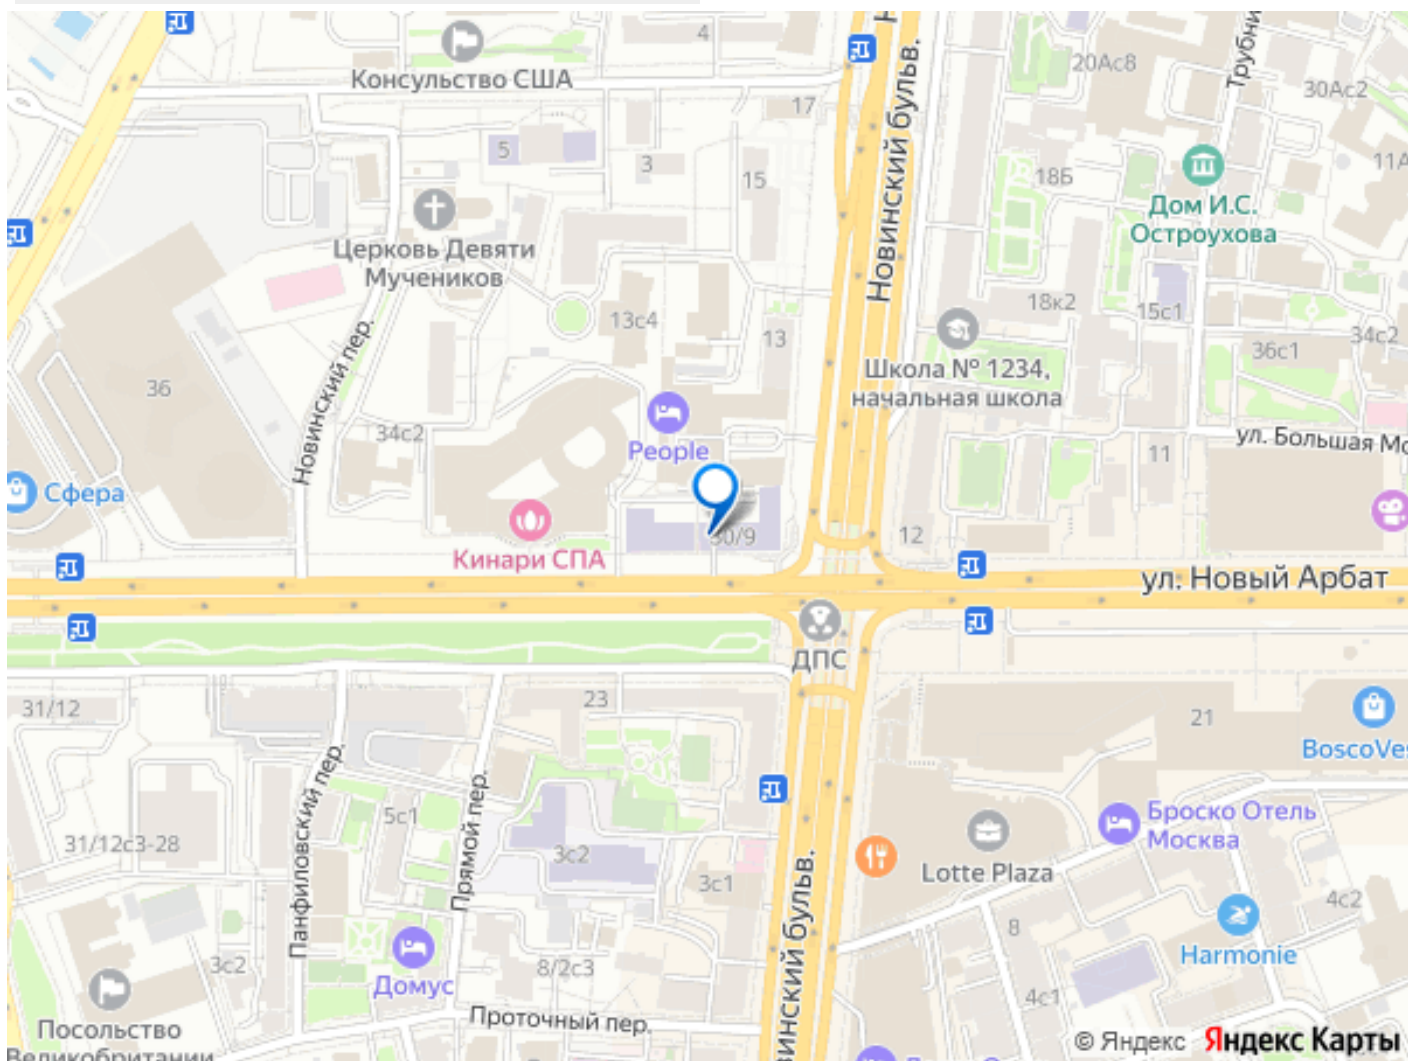 4
Консульство США
17
5
3
15
Новинский бульв.
20Ас8
30Ас2
11А
18Б
Дом И.С.
Остроухова
Церковь Девяти
Мучеников
13с4
13
18к2
15с1
34с2
36с1
Школа № 1234,
начальная школа
36
Новинский пер.
34с2
People
ул. Большая Мо
11
Сфера
Кинари СПА
30/9
12
ул. Новый Арбат
ДПС
31/12
23
21
BoscoVes
Панфиловский пер.
Прямой пер.
5с1
31/12с3-28
3с2
3с1
Броско Отель
Москва
Lotte Plaza
8
4с2
Harmonie
3с2
Домус
8/2с3
4с1
Проточный пер.
винский бульв.
Посольство
Великобритании
© Яндекс Яндекс Карты